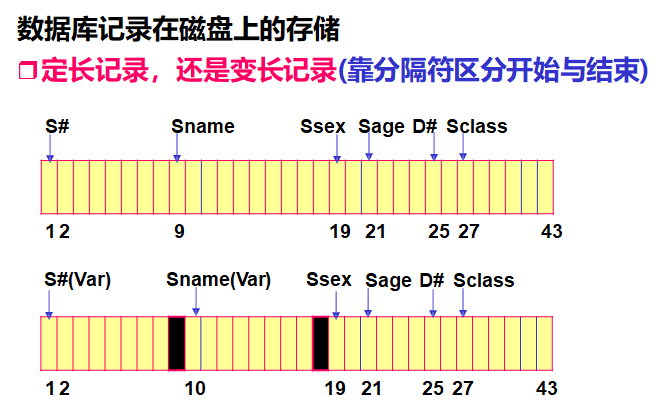 数据库记录在磁盘上的存储
❒定长记录，还是变长记录(靠分隔符区分开始与结束)
S# Sname Ssex Sage D# Sclass
1 2 9 19 21 25 27 43
S#(Var) Sname(Var) Ssex Sage D# Sclass
1 2 10 19 21 25 27 43